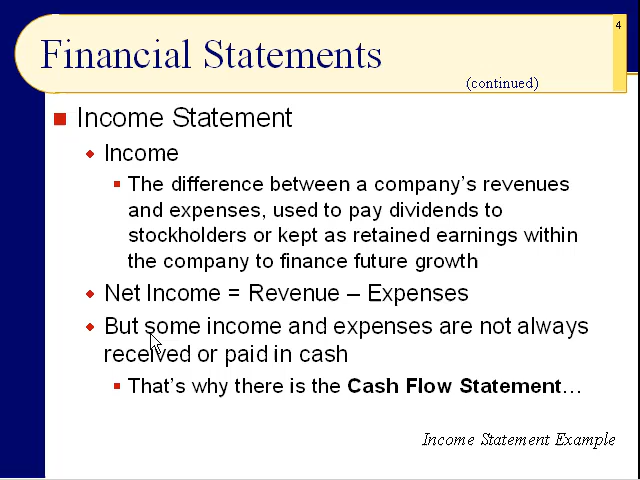 4
Financial Statements
(continued)
Income Statement
Income
The difference between a company's revenues
and expenses, used to pay dividends to
stockholders or kept as retained earnings within
the company to finance future growth
Net Income = Revenue – Expenses
But some income and expenses are not always
received or paid in cash
That's why there is the Cash Flow Statement…
Income Statement Example